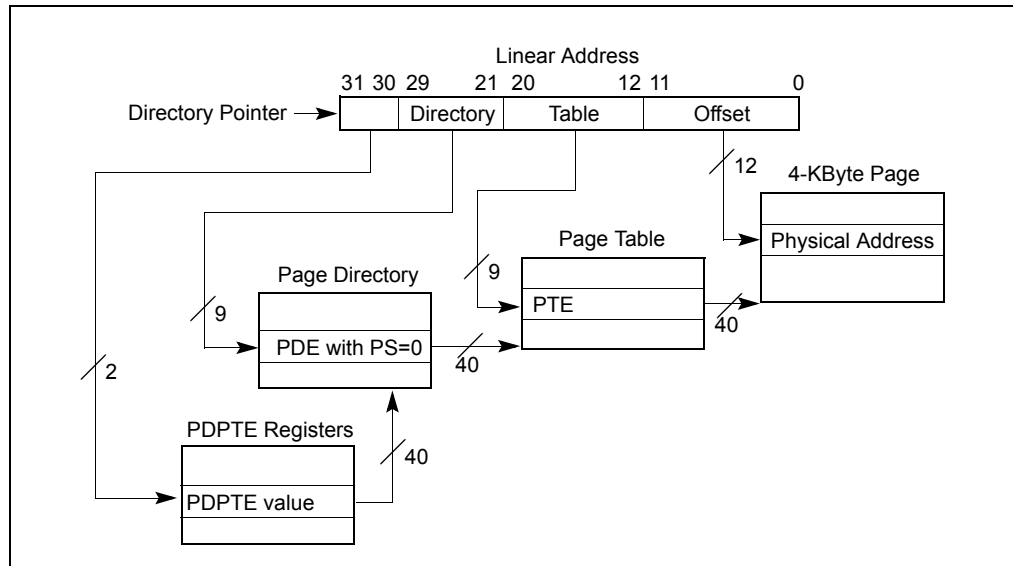 Linear Address
31 30 29 21 20 12 11 0
Directory Pointer Directory Table Offset
12
4-KByte Page
Physical Address
Page Table
9
PTE
40
Page Directory
9
PDE with PS=0
40
2
PDPTE Registers
40
PDPTE value